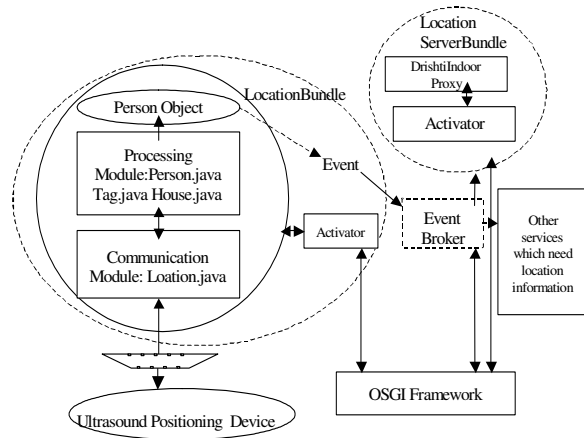 Location
ServerBundle
DrishtiIndoor
Proxy
Activator
LocationBundle
Person Object
Processing
Module:Person.java
Tag.java House.java
Event
Communication
Module: Loation.java
Activator
Event
Broker
Other
services
which need
location
information
OSGI Framework
Ultrasound Positioning Device